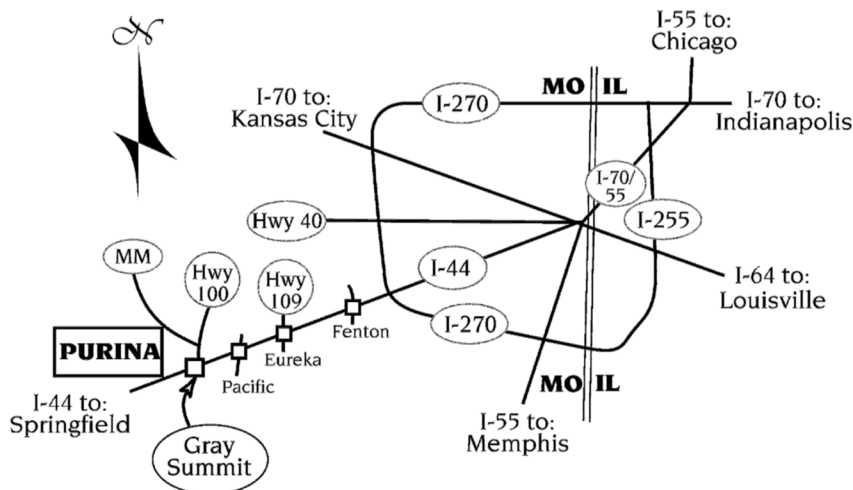 N
I-55 to:
Chicago
MO IL
I-70 to:
Kansas City
I-270
I-70 to:
Indianapolis
I-70/
55
Hwy 40
I-255
MM
Hwy
100
Hwy
109
I-44
I-64 to:
Louisville
Fenton
I-270
PURINA
Eureka
Pacific
MO IL
I-44 to:
Springfield
I-55 to:
Memphis
Gray
Summit